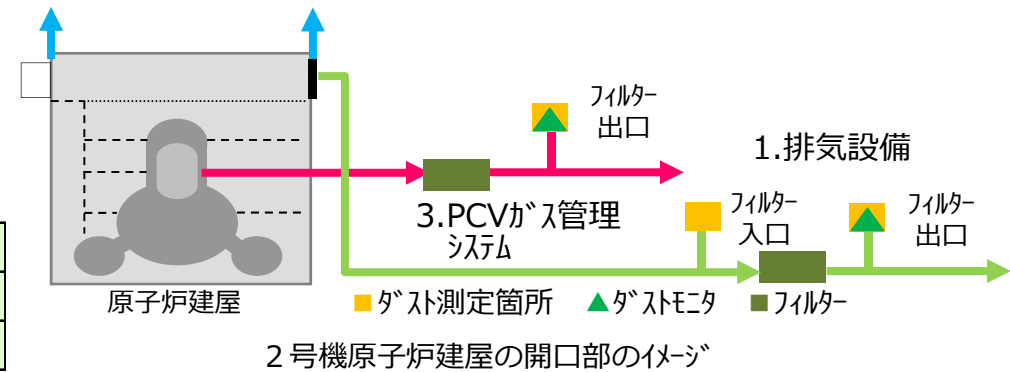 ﾌｨﾙﾀｰ
出口
1.排気設備
3.PCVｶﾞｽ管理
ｼｽﾃﾑ
ﾌｨﾙﾀｰ
入口
ﾌｨﾙﾀｰ
出口
原子炉建屋
■ﾀﾞｽﾄ測定箇所 ▲ﾀﾞｽﾄﾓﾆﾀ ■ﾌｨﾙﾀｰ
２号機原子炉建屋の開口部のｲﾒｰｼﾞ